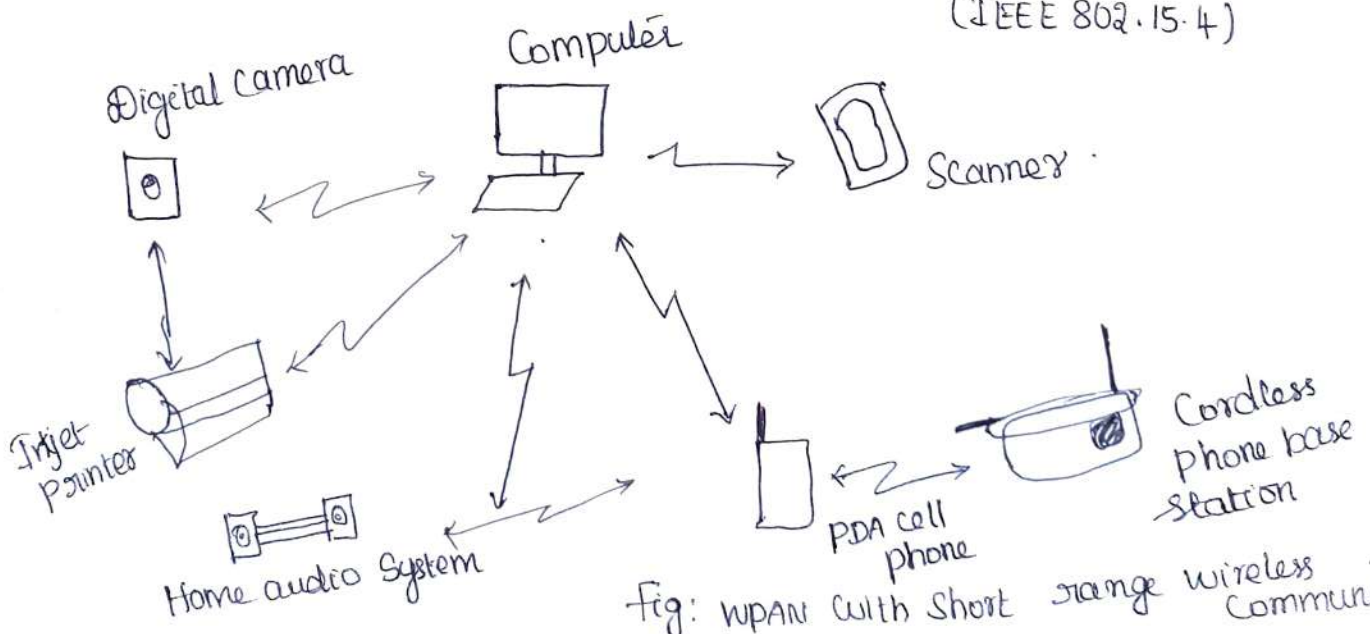 (IEEE 802.15.4)
Computer
Digital Camera
Scanner.
Inkjet
printer
Home audio System
PDA cell
phone
Cordless
phone base
station
Fig: WPAN with Short range wireless
Commun